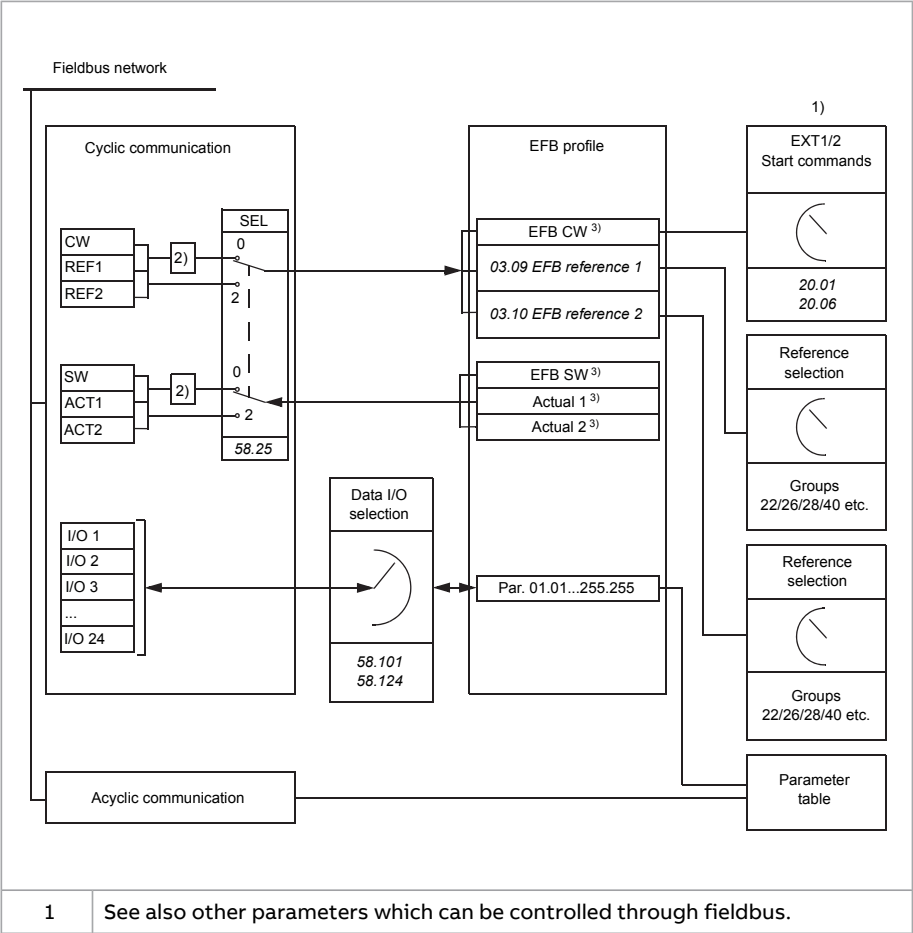 Fieldbus network
1)
Cyclic communication
EFB profile
EXT1/2
Start commands
SEL
CW
REF1
REF2
2)
0
2
EFB CW 3)
03.09 EFB reference 1
03.10 EFB reference 2
20.01
20.06
SW
ACT1
ACT2
2)
0
2
58.25
EFB SW 3)
Actual 1 3)
Actual 2 3)
Reference
selection
Groups
22/26/28/40 etc.
I/O 1
I/O 2
I/O 3
...
I/O 24
Data I/O
selection
58.101
58.124
Par. 01.01...255.255
Reference
selection
Groups
22/26/28/40 etc.
Acyclic communication
Parameter
table
1 See also other parameters which can be controlled through fieldbus.